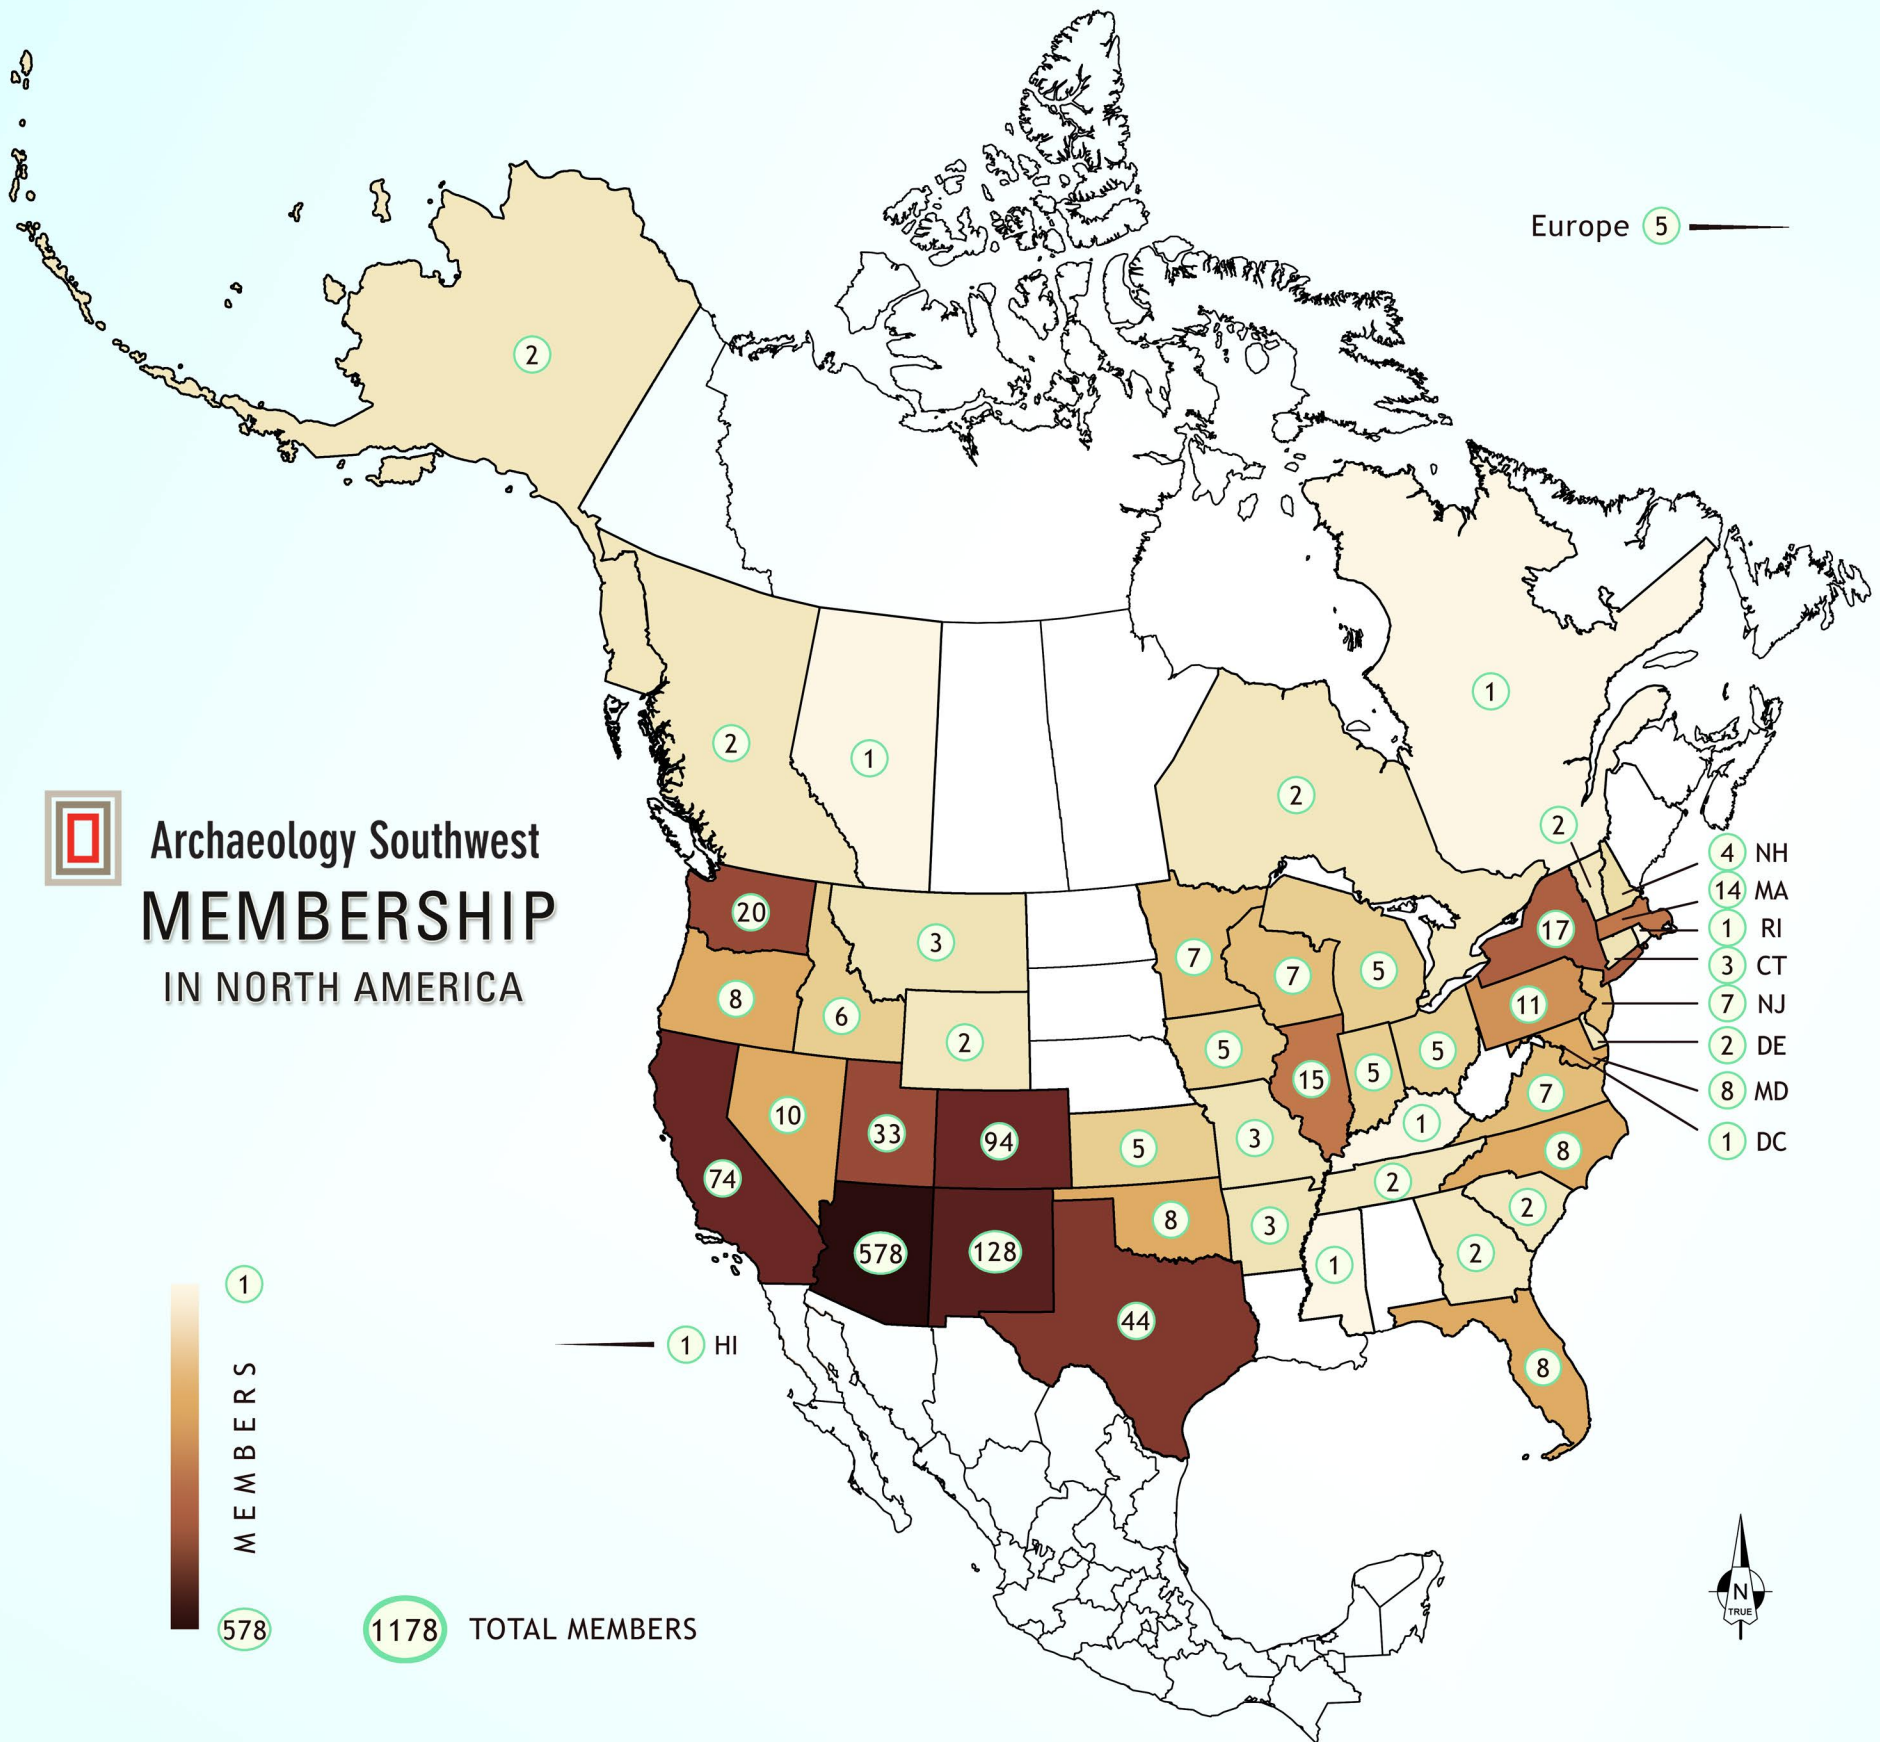 Europe 5
2
2
1
1
2
2
4 NH
14 MA
1 RI
3 CT
7 NJ
2 DE
8 MD
1 DC
Archaeology Southwest
MEMBERSHIP
IN NORTH AMERICA
20
3
7
7
5
17
8
6
2
5
15
5
5
11
10
33
94
5
3
1
7
74
8
3
2
8
578
128
1
2
2
44
8
1 HI
1
MEMBERS
578
1178 TOTAL MEMBERS
N
TRUE